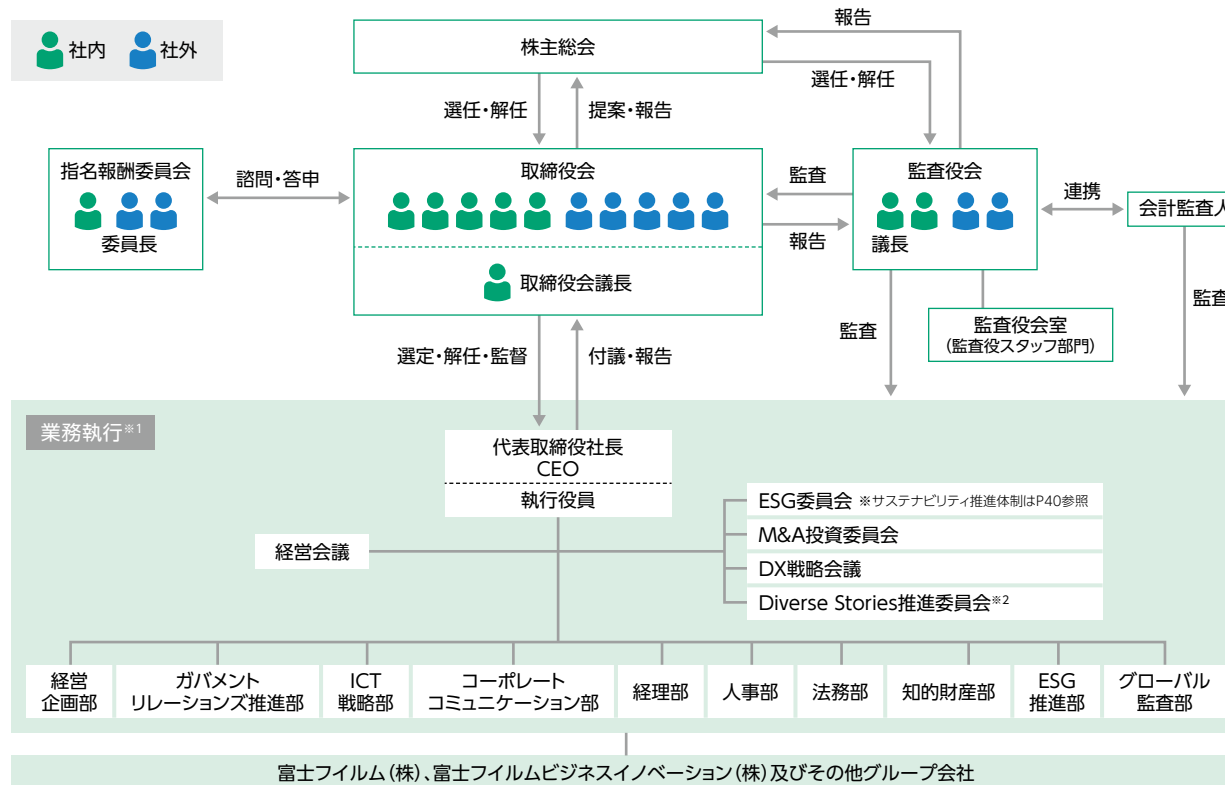 社内
社外
報告
株主総会
選任・解任
選任・解任
提案・報告
指名報酬委員会
委員長
諮問・答申
取締役会
取締役会議長
監査
報告
監査役会
議長
連携
会計監査人
監査
監査
監査役会室
（監査役スタッフ部門）
選定・解任・監督
付議・報告
業務執行※1
代表取締役社長
CEO
執行役員
経営会議
ESG委員会 ※サステナビリティ推進体制はP40参照
M&A投資委員会
DX戦略会議
Diverse Stories推進委員会※2
経営
企画部
ガバメント
リレーションズ推進部
ICT
戦略部
コーポレート
コミュニケーション部
経理部
人事部
法務部
知的財産部
ESG
推進部
グローバル
監査部
富士フイルム（株）、富士フイルムビジネスイノベーション（株）及びその他グループ会社